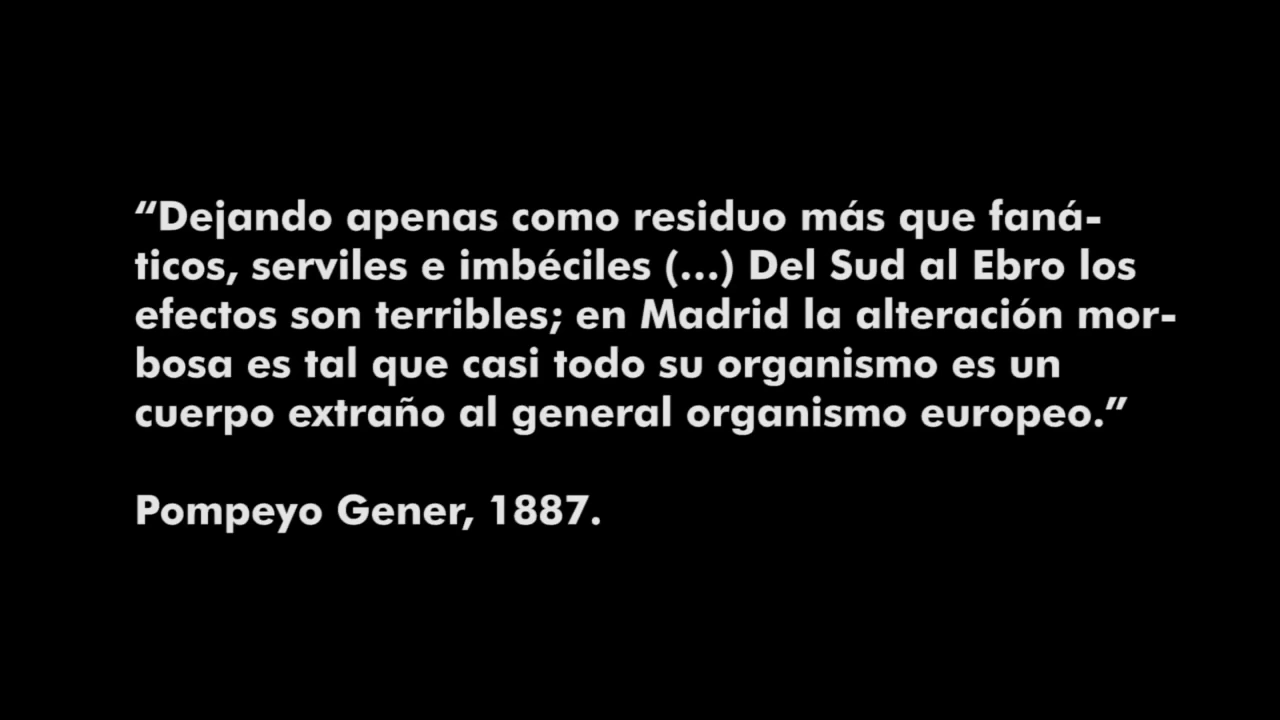 “Dejando apenas como residuo más que faná-
ticos, serviles e imbéciles (...) Del Sud al Ebro los
efectos son terribles; en Madrid la alteración mor-
bosa es tal que casi todo su organismo es un
cuerpo extraño al general organismo europeo.”
Pompeyo Gener, 1887.